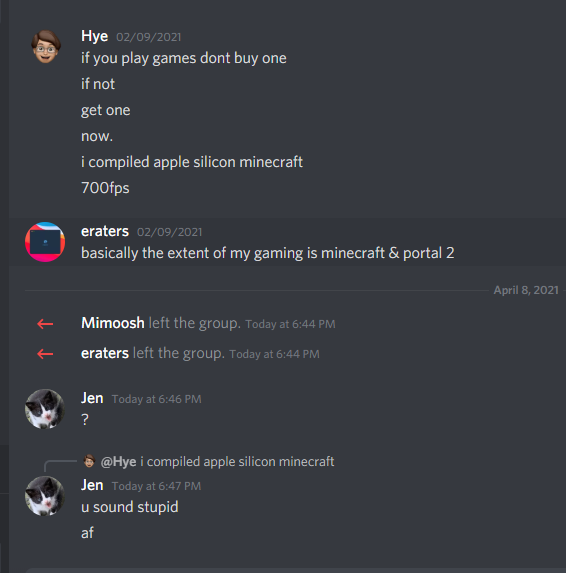 Hye 02/09/2021
if you play games dont buy one
if not
get one
now.
i compiled apple silicon minecraft
700fps
eraters 02/09/2021
basically the extent of my gaming is minecraft & portal 2
April 8, 2021
Mimoosh left the group. Today at 6:44 PM
eraters left the group. Today at 6:44 PM
Jen Today at 6:46 PM
?
@Hye i compiled apple silicon minecraft
Jen Today at 6:47 PM
u sound stupid
af